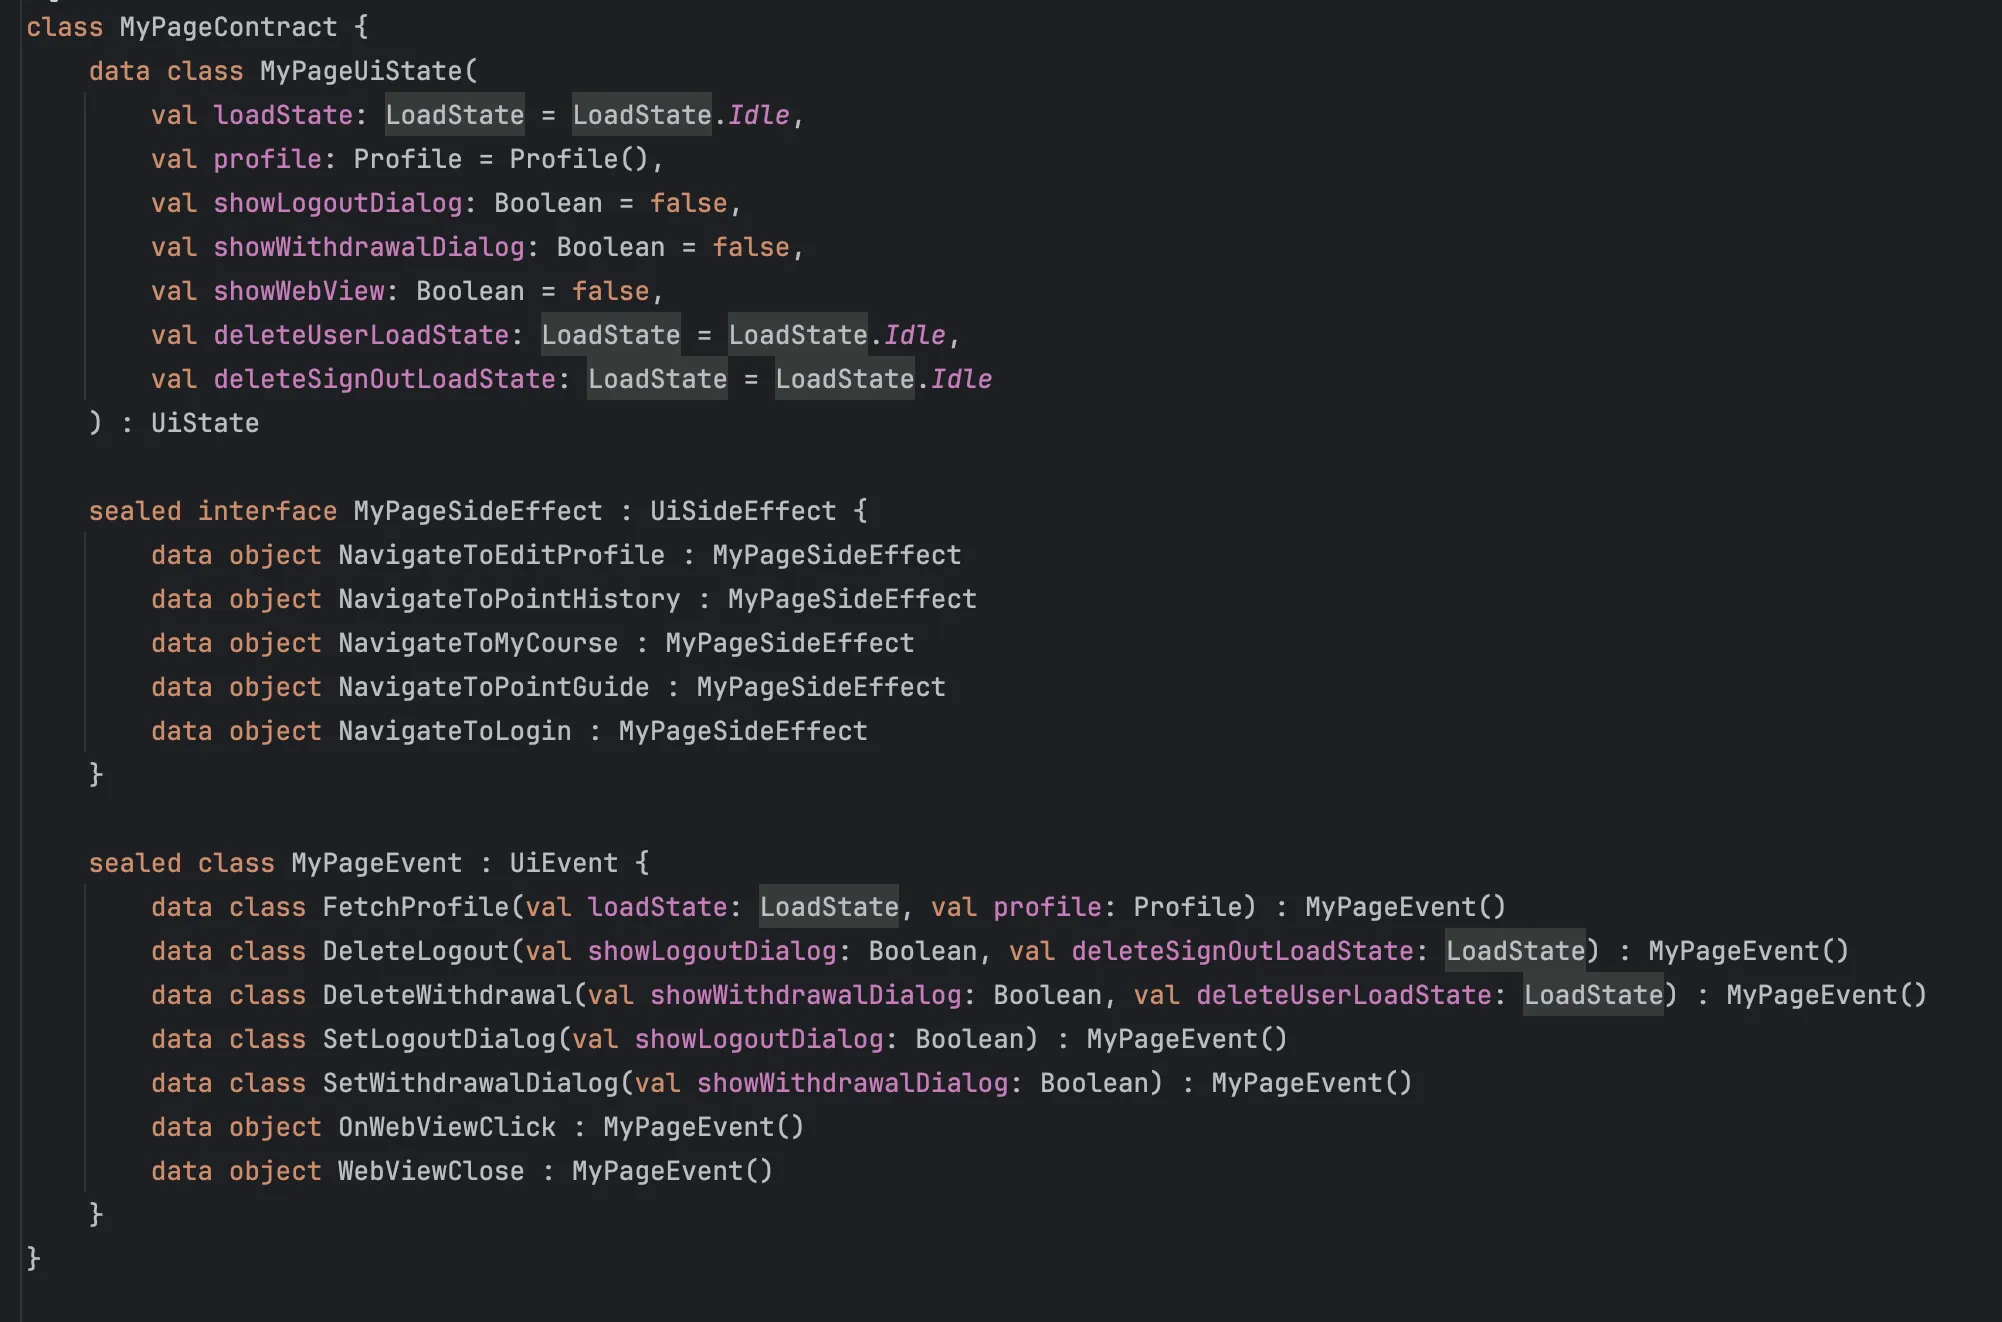 class MyPageContract {
    data class MyPageUiState(
        val loadState: LoadState = LoadState.Idle,
        val profile: Profile = Profile(),
        val showLogoutDialog: Boolean = false,
        val showWithdrawalDialog: Boolean = false,
        val showWebView: Boolean = false,
        val deleteUserLoadState: LoadState = LoadState.Idle,
        val deleteSignOutLoadState: LoadState = LoadState.Idle
    ) : UiState

    sealed interface MyPageSideEffect : UiSideEffect {
        data object NavigateToEditProfile : MyPageSideEffect
        data object NavigateToPointHistory : MyPageSideEffect
        data object NavigateToMyCourse : MyPageSideEffect
        data object NavigateToPointGuide : MyPageSideEffect
        data object NavigateToLogin : MyPageSideEffect
    }

    sealed class MyPageEvent : UiEvent {
        data class FetchProfile(val loadState: LoadState, val profile: Profile) : MyPageEvent()
        data class DeleteLogout(val showLogoutDialog: Boolean, val deleteSignOutLoadState: LoadState) : MyPageEvent()
        data class DeleteWithdrawal(val showWithdrawalDialog: Boolean, val deleteUserLoadState: LoadState) : MyPageEvent()
        data class SetLogoutDialog(val showLogoutDialog: Boolean) : MyPageEvent()
        data class SetWithdrawalDialog(val showWithdrawalDialog: Boolean) : MyPageEvent()
        data object OnWebViewClick : MyPageEvent()
        data object WebViewClose : MyPageEvent()
    }
}